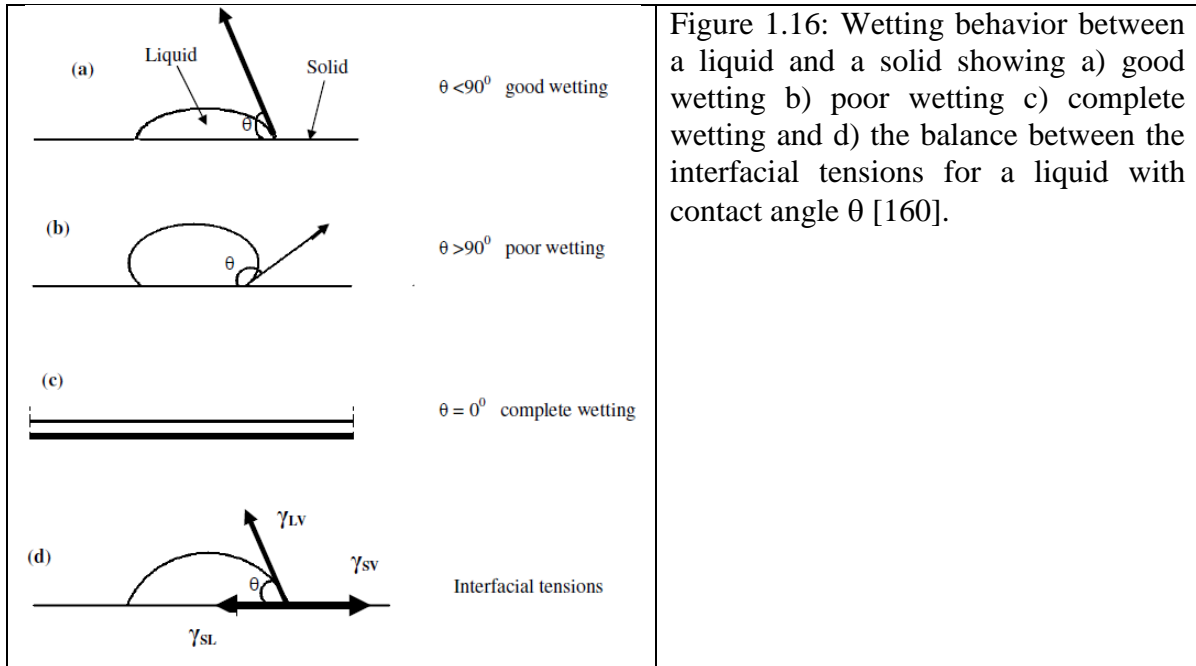 (a)
Liquid
Solid
θ
θ <90⁰ good wetting
(b)
θ
θ >90⁰ poor wetting
(c)
θ = 0⁰ complete wetting
(d)
γLV
γSV
θ
γSL
Interfacial tensions
Figure 1.16: Wetting behavior between
a liquid and a solid showing a) good
wetting b) poor wetting c) complete
wetting and d) the balance between the
interfacial tensions for a liquid with
contact angle θ [160].